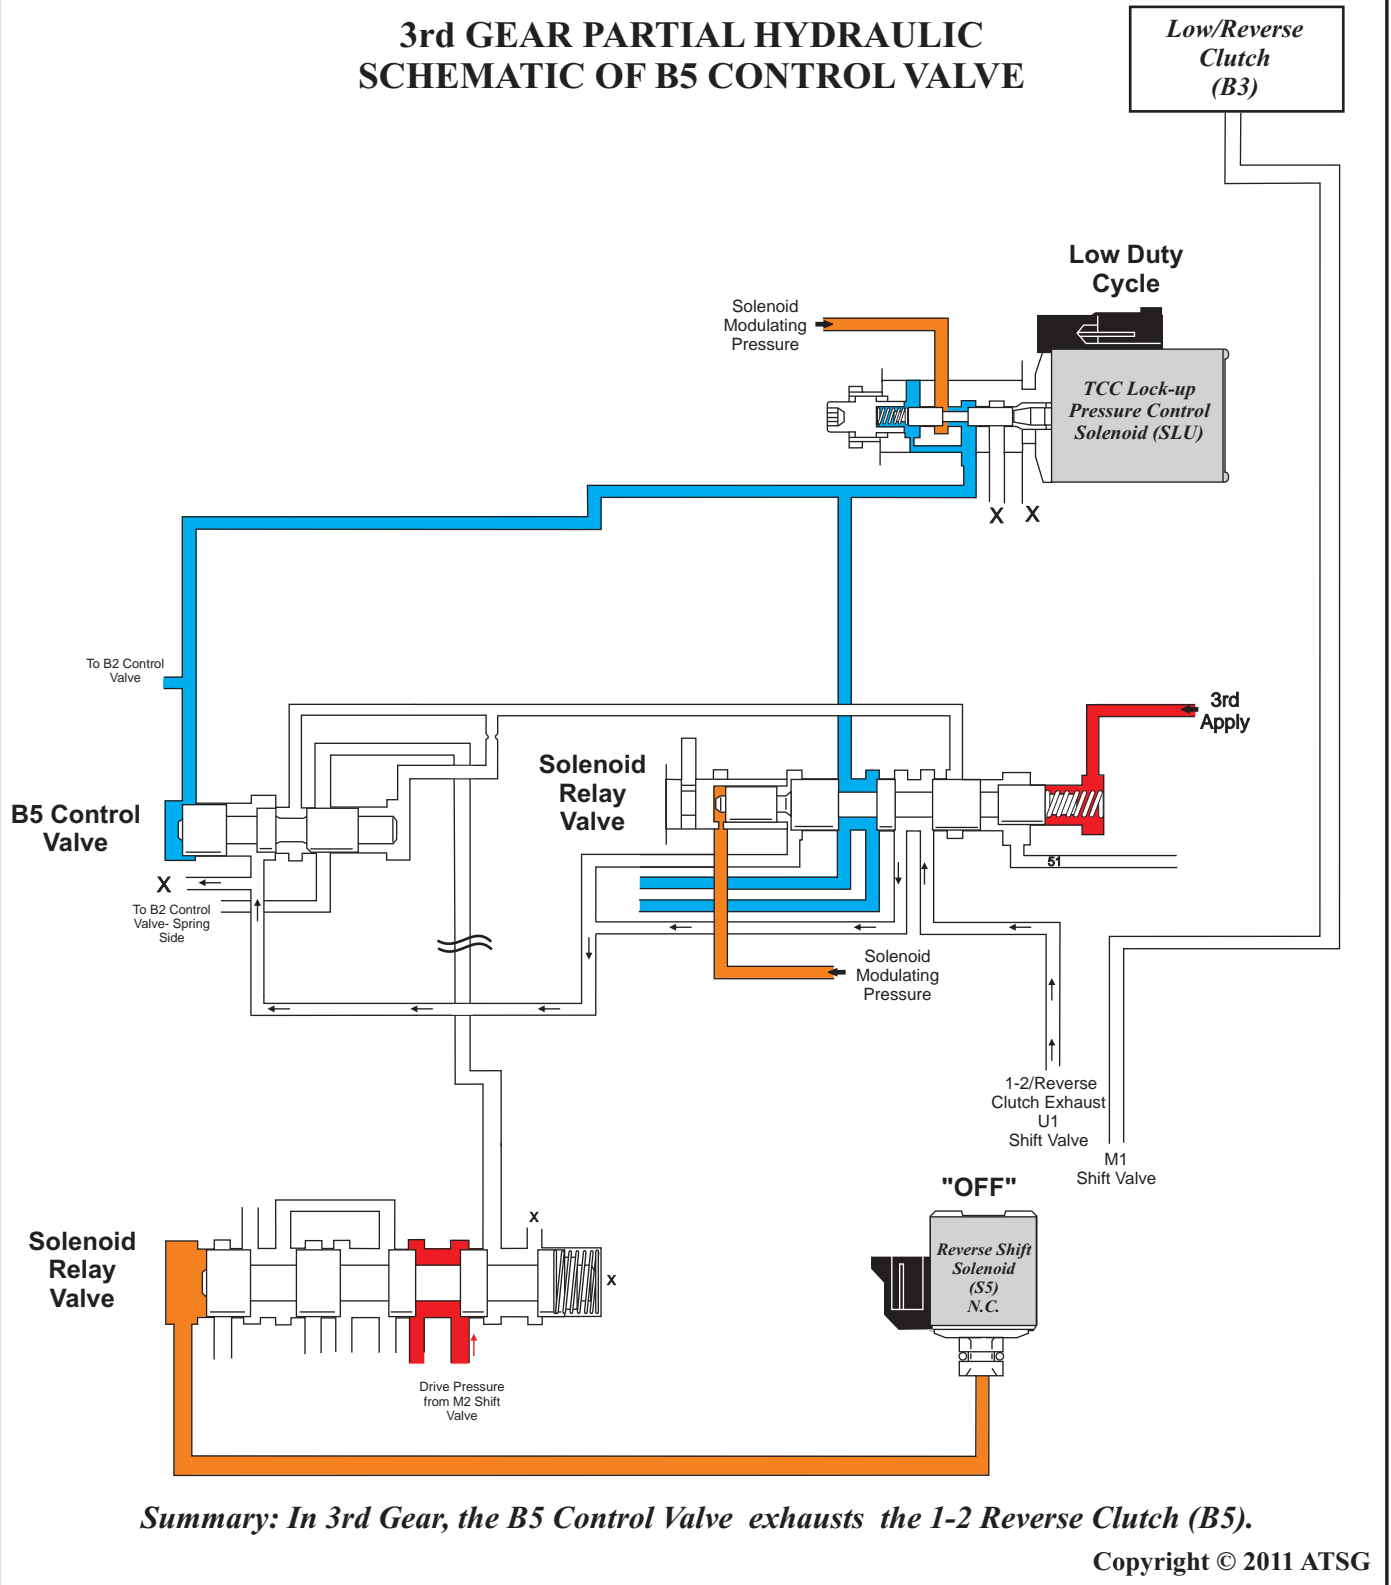 3rd GEAR PARTIAL HYDRAULIC
SCHEMATIC OF B5 CONTROL VALVE
Low/Reverse
Clutch
(B3)
Low Duty
Cycle
Solenoid
Modulating
Pressure
TCC Lock-up
Pressure Control
Solenoid (SLU)
X X
To B2 Control
Valve
3rd
Apply
Solenoid
Relay
Valve
B5 Control
Valve
51
X
To B2 Control
Valve- Spring
Side
Solenoid
Modulating
Pressure
1-2/Reverse
Clutch Exhaust
U1
Shift Valve
M1
Shift Valve
"OFF"
X
Solenoid
Relay
Valve
X
Reverse Shift
Solenoid
(S5)
N.C.
Drive Pressure
from M2 Shift
Valve
Summary: In 3rd Gear, the B5 Control Valve exhausts the 1-2 Reverse Clutch (B5).
Copyright © 2011 ATSG